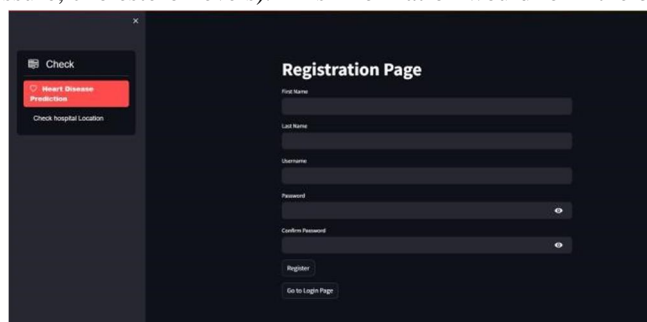 Check
Heart Disease
Prediction
Check hospital Location
Registration Page
First Name
Last Name
Username
Password
Confirm Password
Register
Go to Login Page